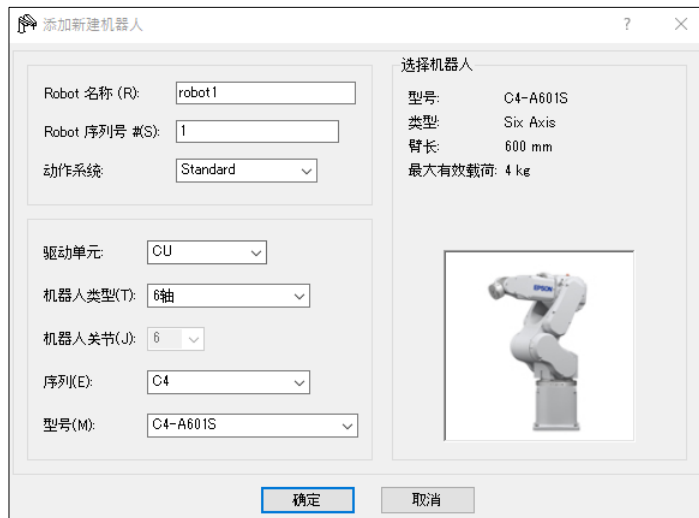 添加新建机器人
?
Robot 名称 (R): robot1
Robot 序列号 #(S): 1
动作系统: Standard
驱动单元: CU
机器人类型(T): 6轴
机器人关节(J): 6
序列(E): C4
型号(M): C4-A601S
选择机器人
型号: C4-A601S
类型: Six Axis
臂长: 600 mm
最大有效载荷: 4 kg
EPSON
确定
取消